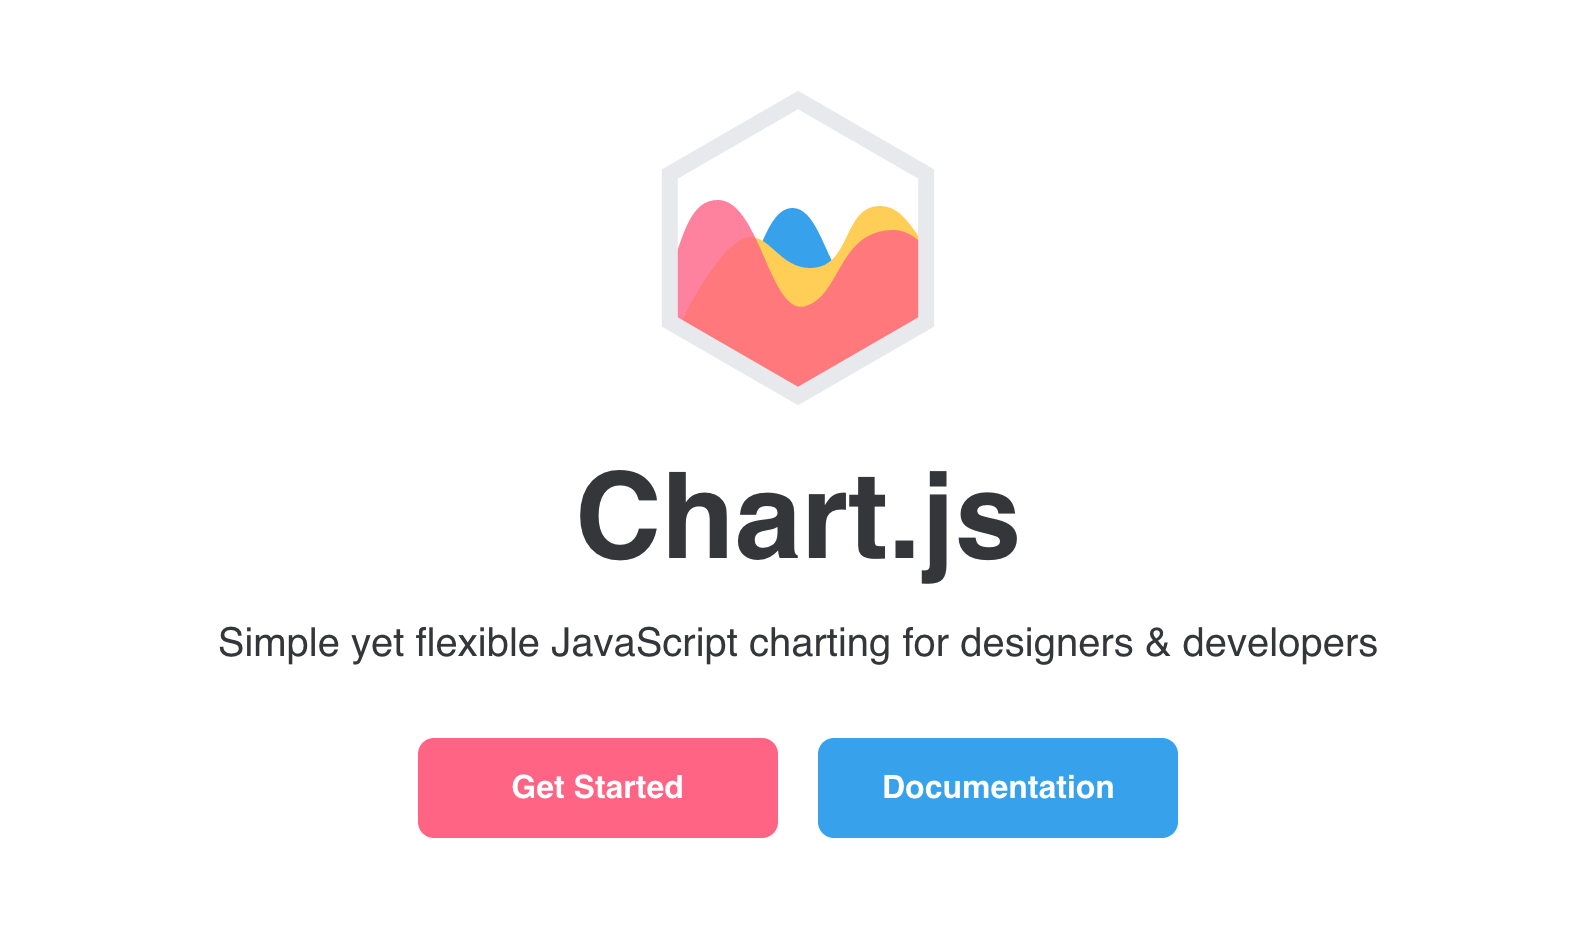 Chart.js
Simple yet flexible JavaScript charting for designers & developers
Get Started
Documentation